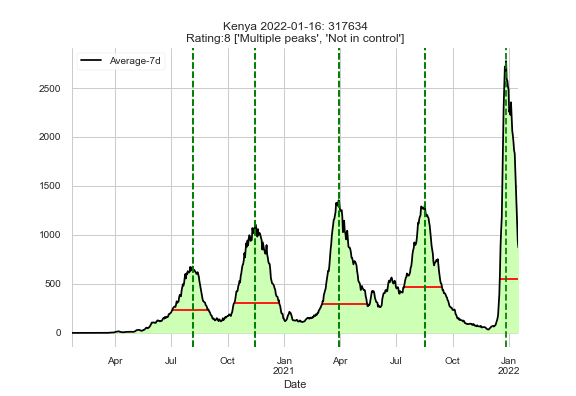 Kenya 2022-01-16: 317634
Rating:8 ['Multiple peaks', 'Not in control']
Average-7d
2500
2000
1500
1000
500
0
Apr Jul Oct Jan Apr Jul Oct Jan
2021 2022
Date